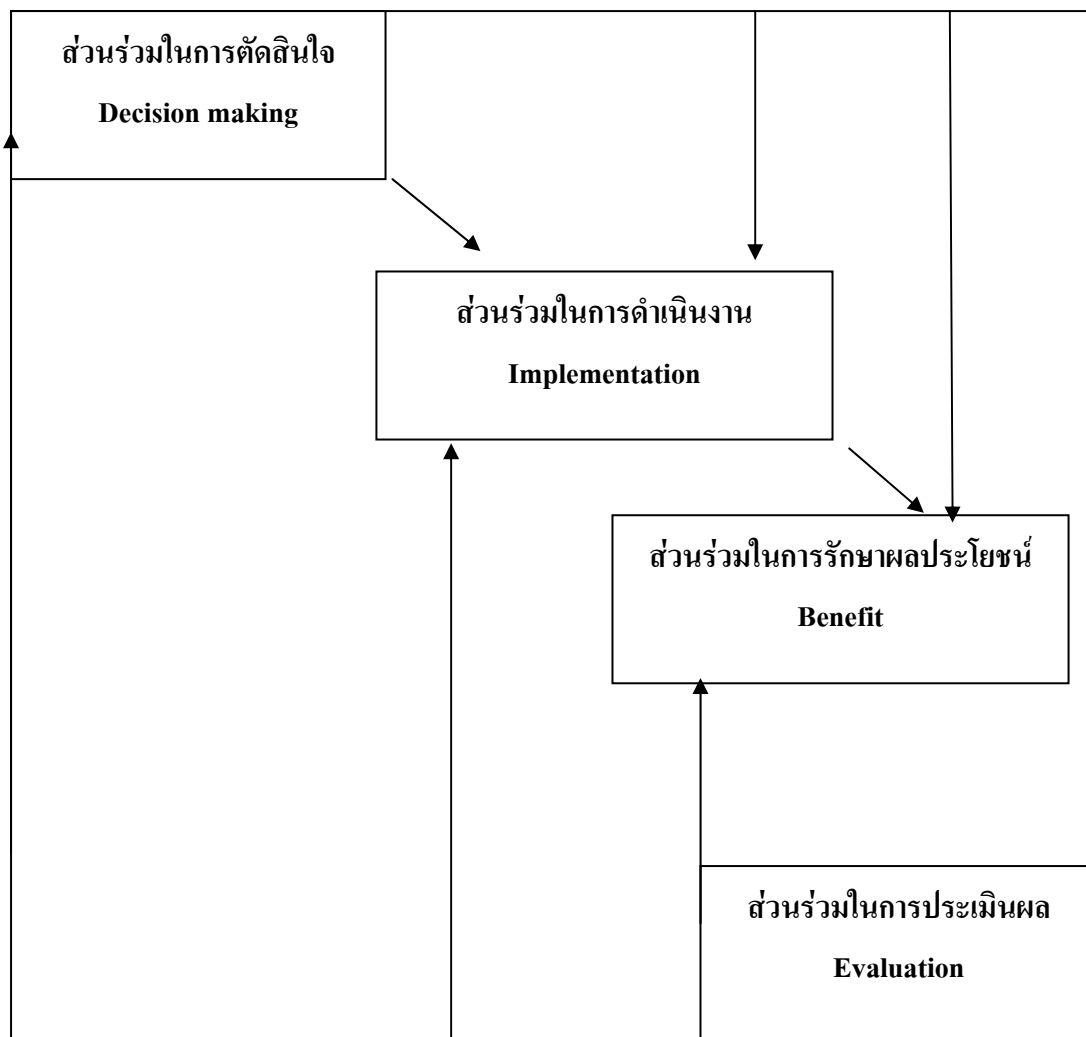 ส่วนร่วมในการตัดสินใจ
Decision making
ส่วนร่วมในการดำเนินงาน
Implementation
ส่วนร่วมในการรักษาผลประโยชน์
Benefit
ส่วนร่วมในการประเมินผล
Evaluation